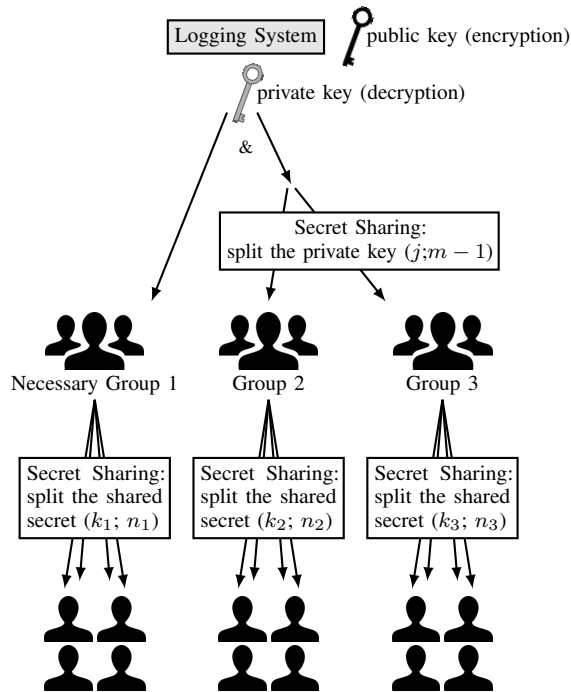 Logging System
public key (encryption)
private key (decryption)
&
Secret Sharing:
split the private key (j;m − 1)
Necessary Group 1
Group 2
Group 3
Secret Sharing:
split the shared
secret (k₁; n₁)
Secret Sharing:
split the shared
secret (k₂; n₂)
Secret Sharing:
split the shared
secret (k₃; n₃)